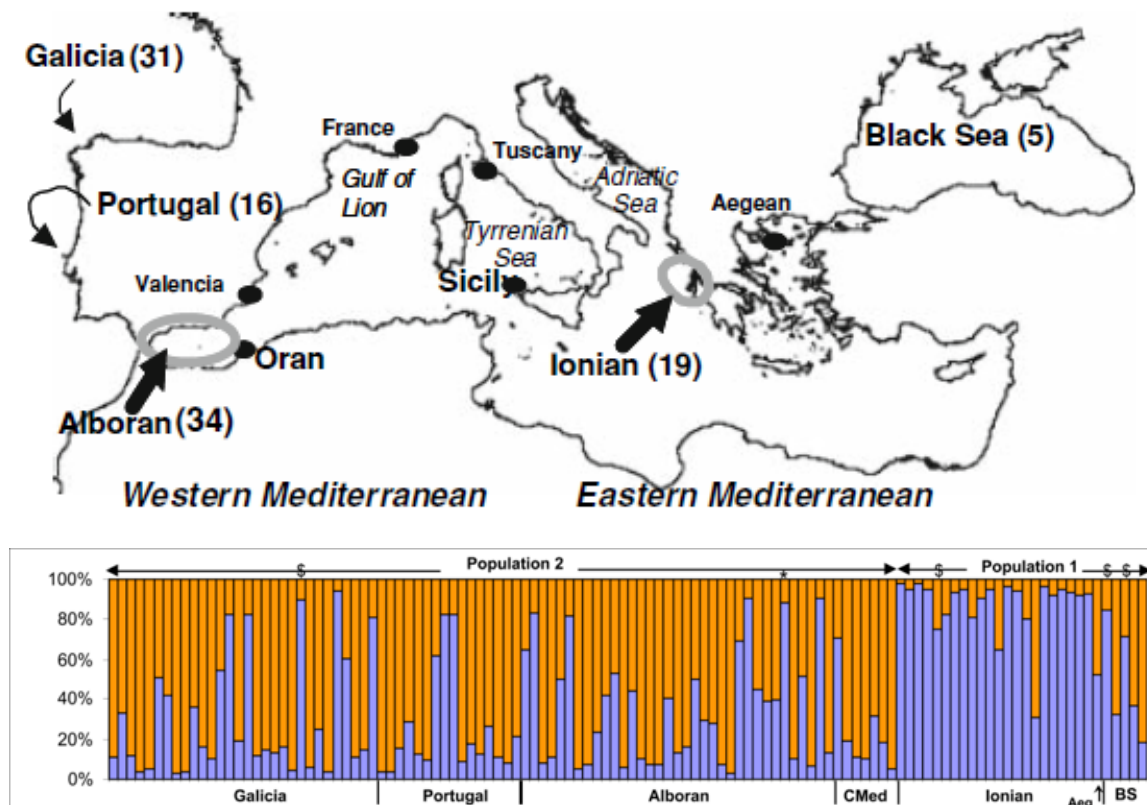 Galicia (31)
France
Tuscany
Black Sea (5)
Gulf of
Lion
Adriatic
Sea
Portugal (16)
Aegean
Tyrrenian
Sea
Valencia
Sicily
Oran
Ionian (19)
Alboran (34)
Western Mediterranean
Eastern Mediterranean
Population 2
Population 1
$
*
$
$
$
100%
80%
60%
40%
20%
0%
Galicia
Portugal
Alboran
CMed
Ionian
Aeg
BS